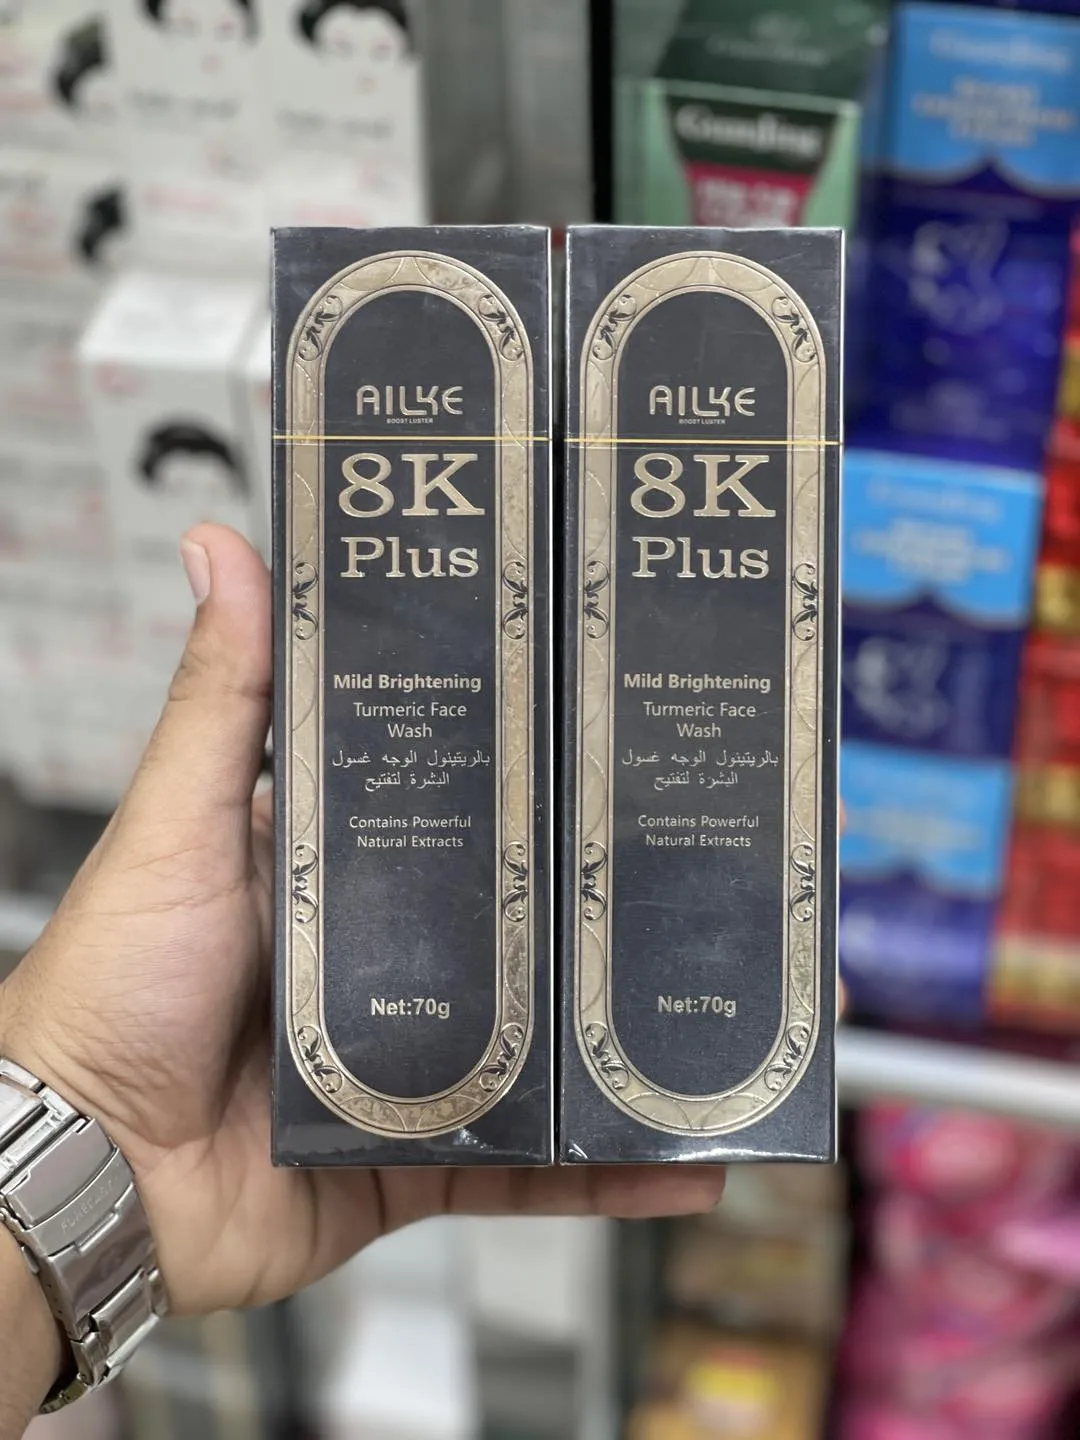 AILKE
BOOST LUSTER
8K
Plus
Mild Brightening
Turmeric Face
Wash
بالريتينول الوجه غسول
البشرة لتفتيح
Contains Powerful
Natural Extracts
Net:70g
AILKE
BOOST LUSTER
8K
Plus
Mild Brightening
Turmeric Face
Wash
بالريتينول الوجه غسول
البشرة لتفتيح
Contains Powerful
Natural Extracts
Net:70g